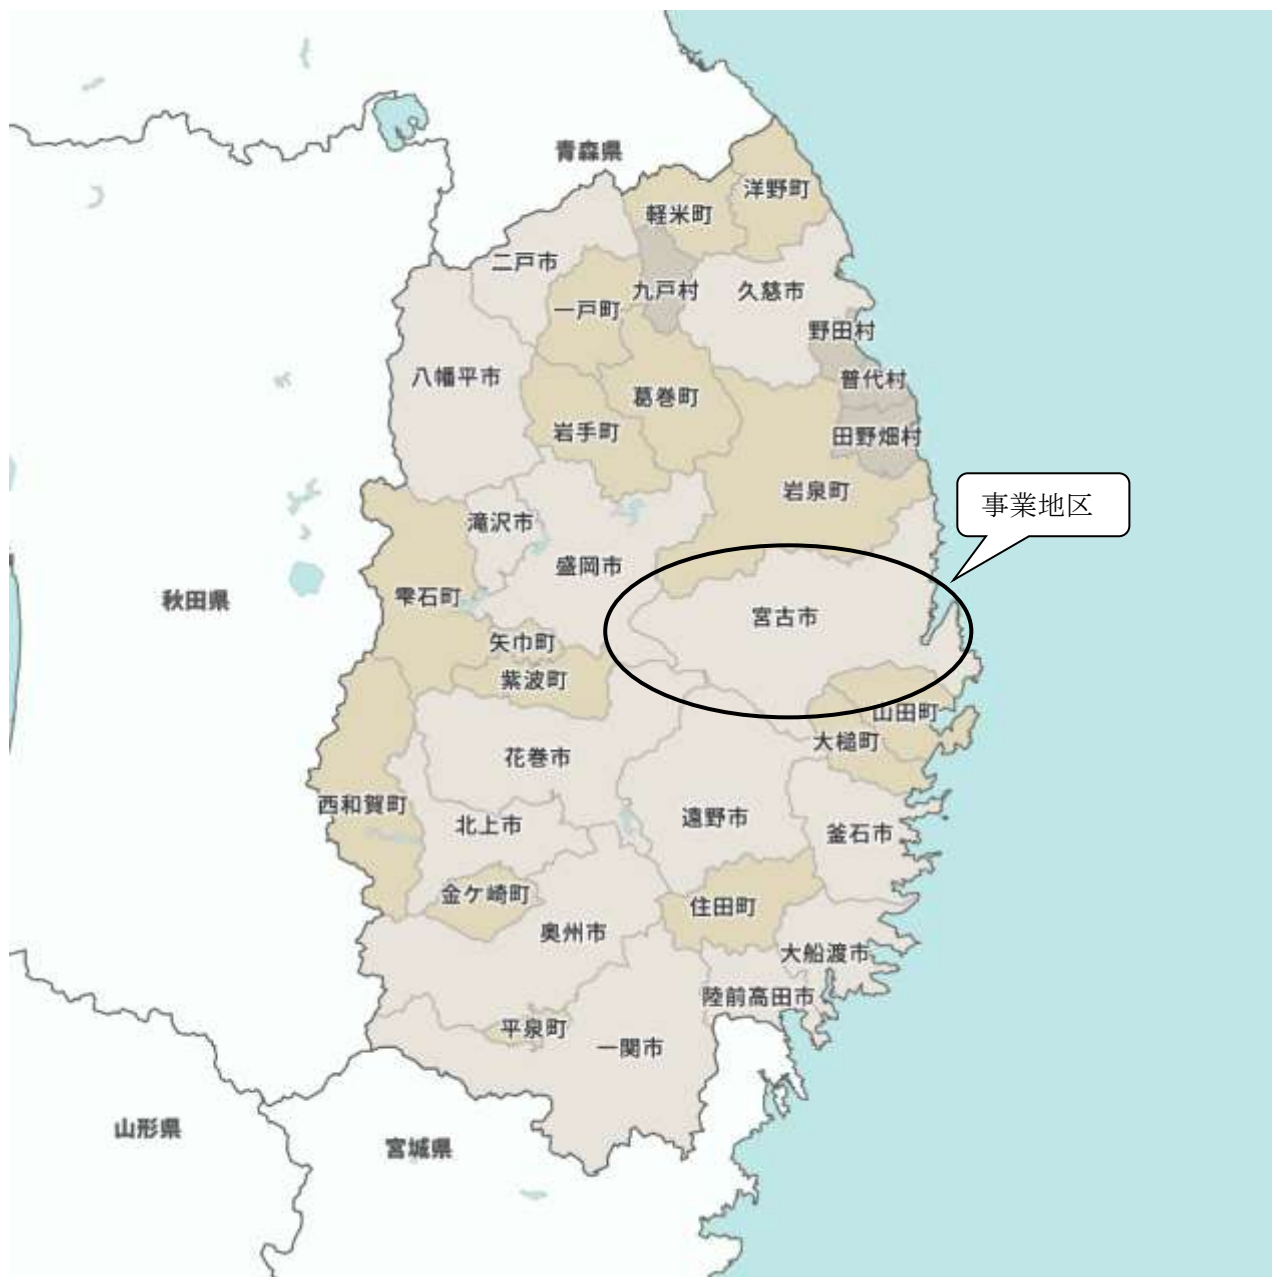 青森県
洋野町
軽米町
二戸市
九戸村
久慈市
一戸町
野田村
八幡平市
普代村
葛巻町
岩手町
田野畑村
岩泉町
事業地区
滝沢市
盛岡市
秋田県
雫石町
宮古市
矢巾町
紫波町
山田町
大槌町
花巻市
西和賀町
遠野市
北上市
釜石市
金ケ崎町
住田町
奥州市
大船渡市
陸前高田市
平泉町
一関市
山形県
宮城県